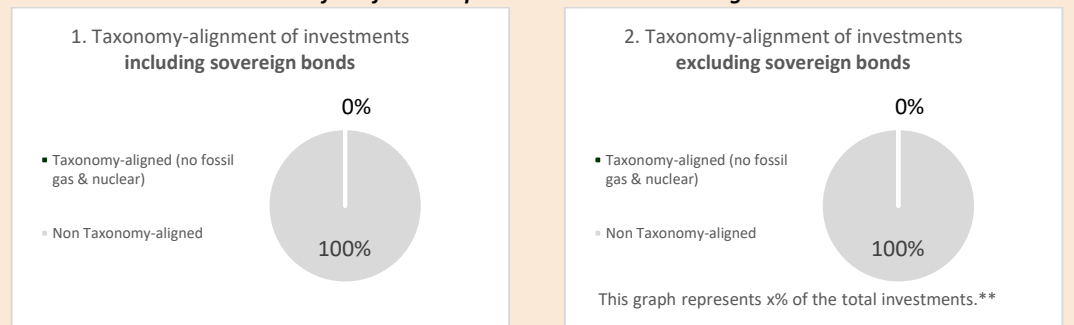 1. Taxonomy-alignment of investments
including sovereign bonds
0%
Taxonomy-aligned (no fossil
gas & nuclear)
Non Taxonomy-aligned
100%
2. Taxonomy-alignment of investments
excluding sovereign bonds
0%
Taxonomy-aligned (no fossil
gas & nuclear)
Non Taxonomy-aligned
100%
This graph represents x% of the total investments.**